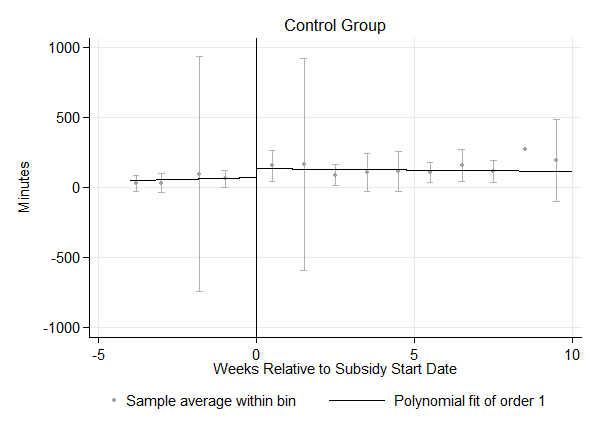 Control Group
Minutes
1000
500
0
-500
-1000
-5
0
5
10
Weeks Relative to Subsidy Start Date
Sample average within bin
Polynomial fit of order 1